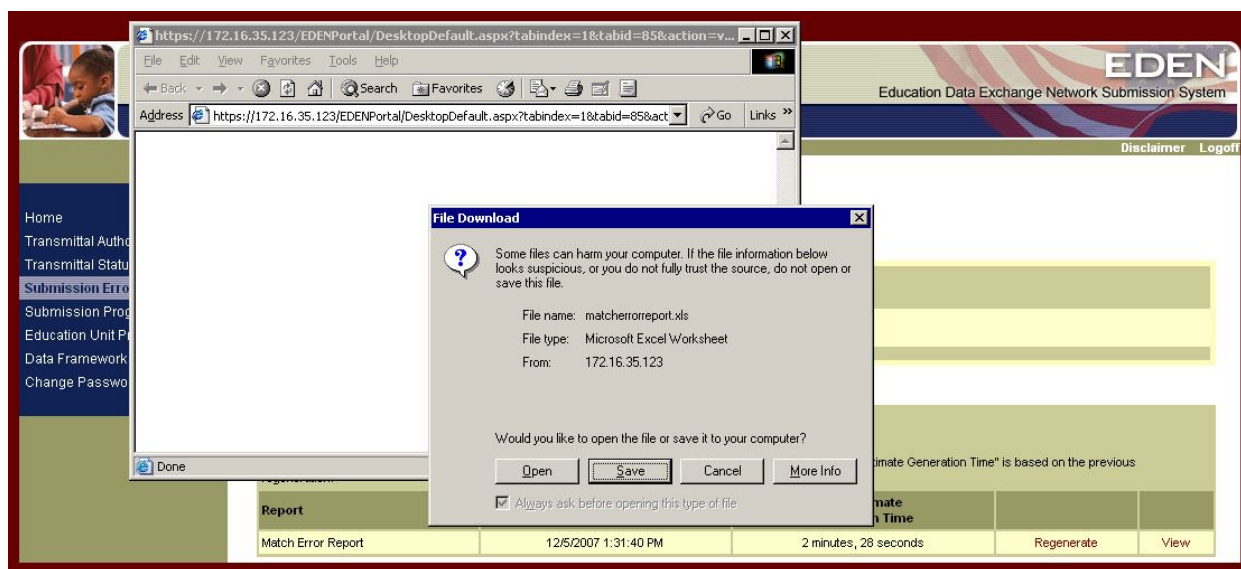 https://172.16.35.123/EDENPortal/DesktopDefault.aspx?tabindex=1&tabid=85&action=v...
File Edit View Favorites Tools Help
Back Search Favorites
Address https://172.16.35.123/EDENPortal/DesktopDefault.aspx?tabindex=1&tabid=85&act Go Links »
EDEN
Education Data Exchange Network Submission System
Disclaimer Logoff
Home
Transmittal Autho
Transmittal Statu
Submission Erro
Submission Prog
Education Unit P
Data Framework
Change Passwo
File Download
Some files can harm your computer. If the file information below
looks suspicious, or you do not fully trust the source, do not open or
save this file.
File name: matcherrorreport.xls
File type: Microsoft Excel Worksheet
From: 172.16.35.123
Would you like to open the file or save it to your computer?
Open Save Cancel More Info
Always ask before opening this type of file
Done
imate Generation Time" is based on the previous
Report
mate
n Time
Match Error Report 12/5/2007 1:31:40 PM 2 minutes, 28 seconds Regenerate View